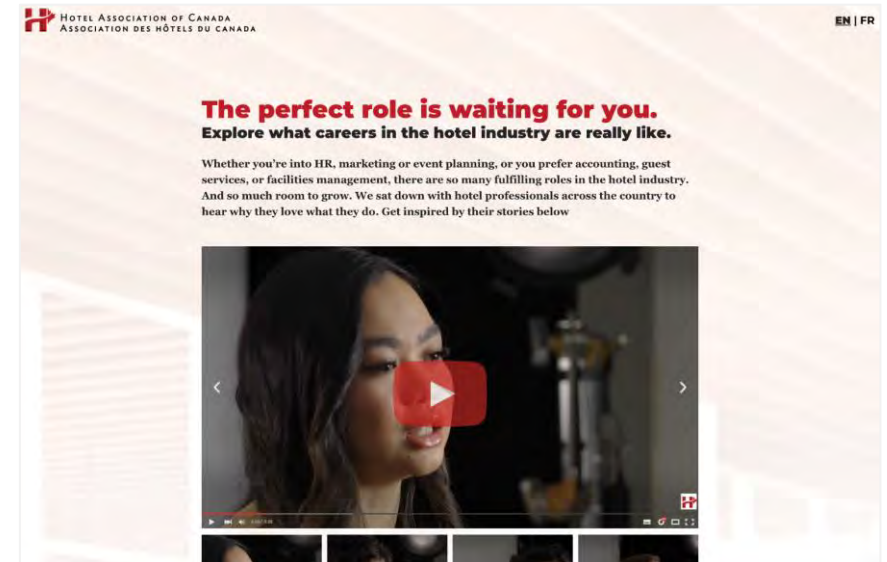 HOTEL ASSOCIATION OF CANADA
ASSOCIATION DES HÔTELS DU CANADA
EN | FR
The perfect role is waiting for you.
Explore what careers in the hotel industry are really like.
Whether you're into HR, marketing or event planning, or you prefer accounting, guest
services, or facilities management, there are so many fulfilling roles in the hotel industry.
And so much room to grow. We sat down with hotel professionals across the country to
hear why they love what they do. Get inspired by their stories below